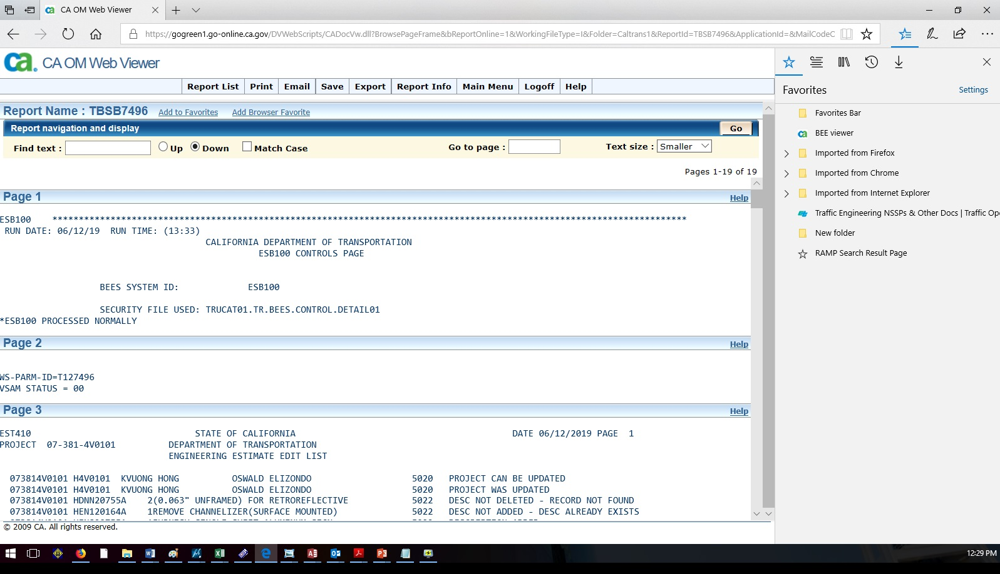 CA OM Web Viewer
https://gogreen1.go-online.ca.gov/DVWebScripts/CADocVw.dll?BrowsePageFrame&bReportOnline=1&WorkingFileType=I&Folder=Caltrans1&ReportId=TBSB7496&ApplicationId=&MailCodeC
ca. CA OM Web Viewer
Report List Print Email Save Export Report Info Main Menu Logoff Help
Report Name : TBSB7496 Add to Favorites Add Browser Favorite
Report navigation and display Go
Find text : Up Down Match Case Go to page : Text size : Smaller
Pages 1-19 of 19
Page 1 Help
ESB100 ************************************************************************************************************************
RUN DATE: 06/12/19 RUN TIME: (13:33)
CALIFORNIA DEPARTMENT OF TRANSPORTATION
ESB100 CONTROLS PAGE
BEES SYSTEM ID: ESB100
SECURITY FILE USED: TRUCAT01.TR.BEES.CONTROL.DETAIL01
*ESB100 PROCESSED NORMALLY
Page 2 Help
WS-PARM-ID=T127496
VSAM STATUS = 00
Page 3 Help
EST410 STATE OF CALIFORNIA DATE 06/12/2019 PAGE 1
PROJECT 07-381-4V0101 DEPARTMENT OF TRANSPORTATION
ENGINEERING ESTIMATE EDIT LIST
073814V0101 H4V0101 KVUONG HONG OSWALD ELIZONDO 5020 PROJECT CAN BE UPDATED
073814V0101 H4V0101 KVUONG HONG OSWALD ELIZONDO 5020 PROJECT WAS UPDATED
073814V0101 HDNN20755A 2(0.063" UNFRAMED) FOR RETROREFLECTIVE 5022 DESC NOT DELETED - RECORD NOT FOUND
073814V0101 HEN120164A 1REMOVE CHANNELIZER(SURFACE MOUNTED) 5022 DESC NOT ADDED - DESC ALREADY EXISTS
© 2009 CA. All rights reserved.
Favorites Settings
Favorites Bar
BEE viewer
Imported from Firefox
Imported from Chrome
Imported from Internet Explorer
Traffic Engineering NSSPs & Other Docs | Traffic Op
New folder
RAMP Search Result Page
12:29 PM